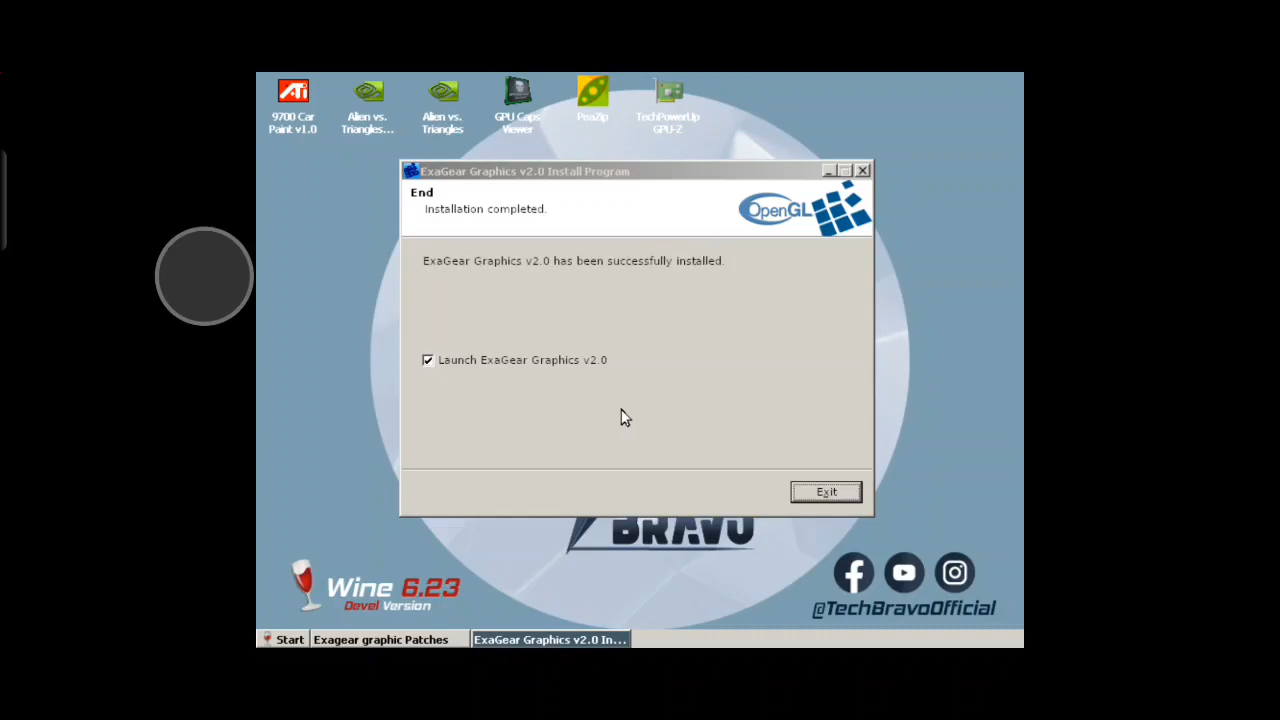 ATI
9700 Car
Paint v1.0
Alien vs.
Triangles...
Alien vs.
Triangles
GPU Caps
Viewer
PeaZip
TechPowerUp
GPU-Z
ExaGear Graphics v2.0 Install Program
End
Installation completed.
OpenGL
ExaGear Graphics v2.0 has been successfully installed.
Launch ExaGear Graphics v2.0
Exit
BRAVO
Wine 6.23
Devel Version
@TechBravoOfficial
Start
Exagear graphic Patches
ExaGear Graphics v2.0 In...